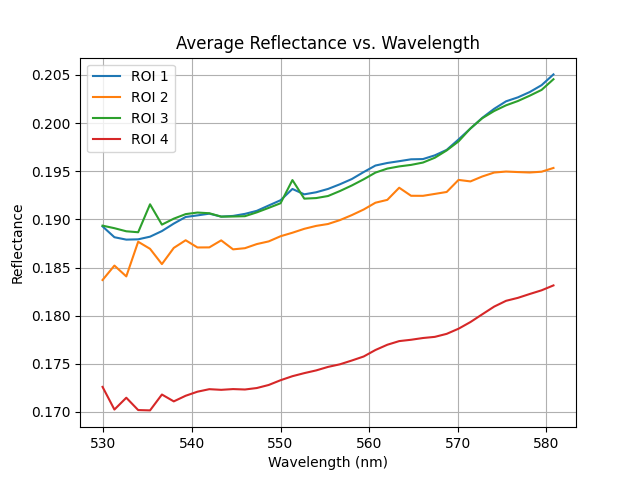 Average Reflectance vs. Wavelength
ROI 1
ROI 2
ROI 3
ROI 4
Reflectance
0.205
0.200
0.195
0.190
0.185
0.180
0.175
0.170
530 540 550 560 570 580
Wavelength (nm)